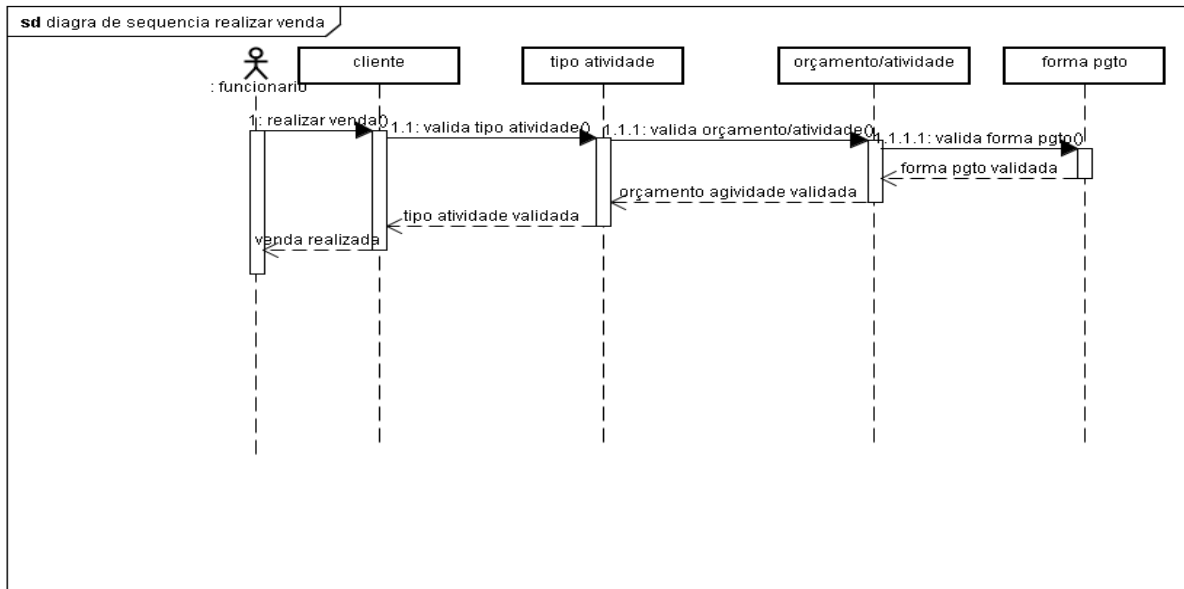 sd diagra de sequencia realizar venda
cliente
tipo atividade
orçamento/atividade
forma pgto
: funcionario
1: realizar venda()
1.1: valida tipo atividade()
1.1.1: valida orçamento/atividade()
1.1.1.1: valida forma pgto()
forma pgto validada
orçamento agividade validada
tipo atividade validada
venda realizada